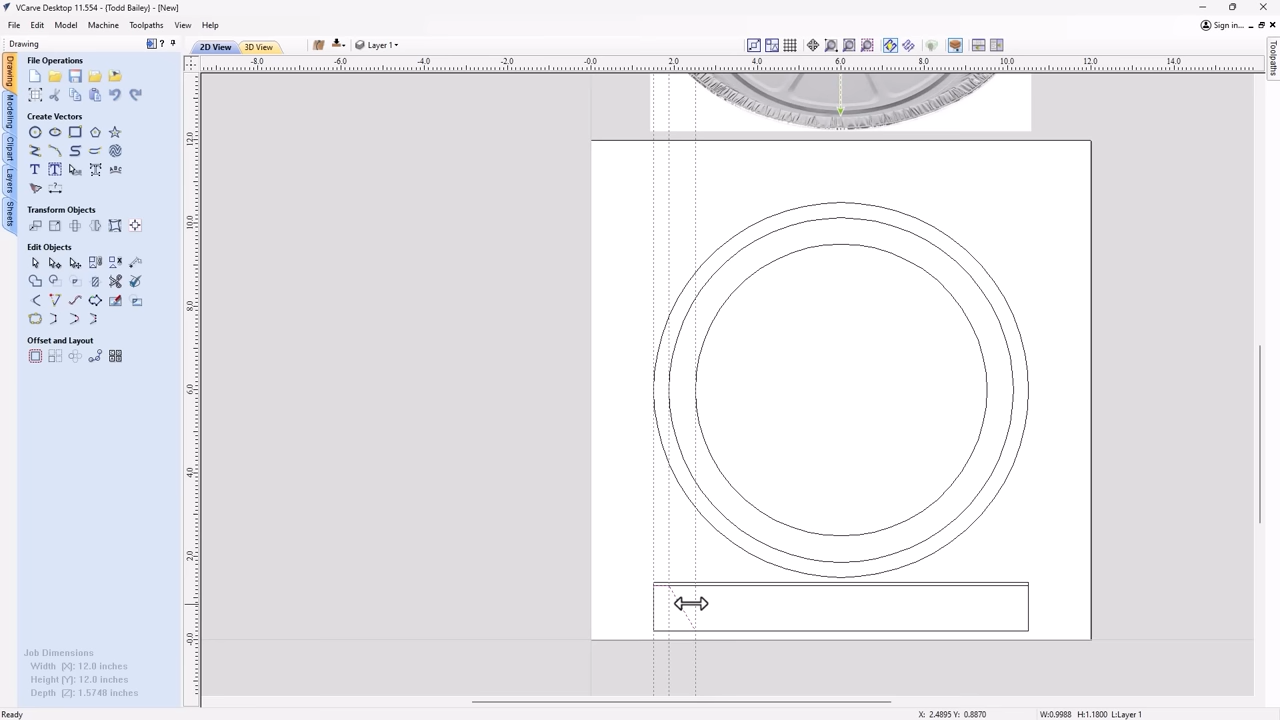 VCarve Desktop 11.554 - {Todd Bailey} - [New]
File Edit Model Machine Toolpaths View Help
Sign in...
Drawing
2D View 3D View Layer 1
-8.0 -6.0 -4.0 -2.0 -0.0 2.0 4.0 6.0 8.0 10.0 12.0 14.0
File Operations
Create Vectors
Transform Objects
Edit Objects
Offset and Layout
Drawing
Modeling
Clipart
Layers
Sheets
12.0
10.0
8.0
6.0
4.0
2.0
-0.0
Toolpaths
Job Dimensions
Width (X): 12.0 inches
Height (Y): 12.0 inches
Depth (Z): 1.5748 inches
Ready
X: 2.4895 Y: 0.8870
W:0.9988 H:1.1800 L:Layer 1